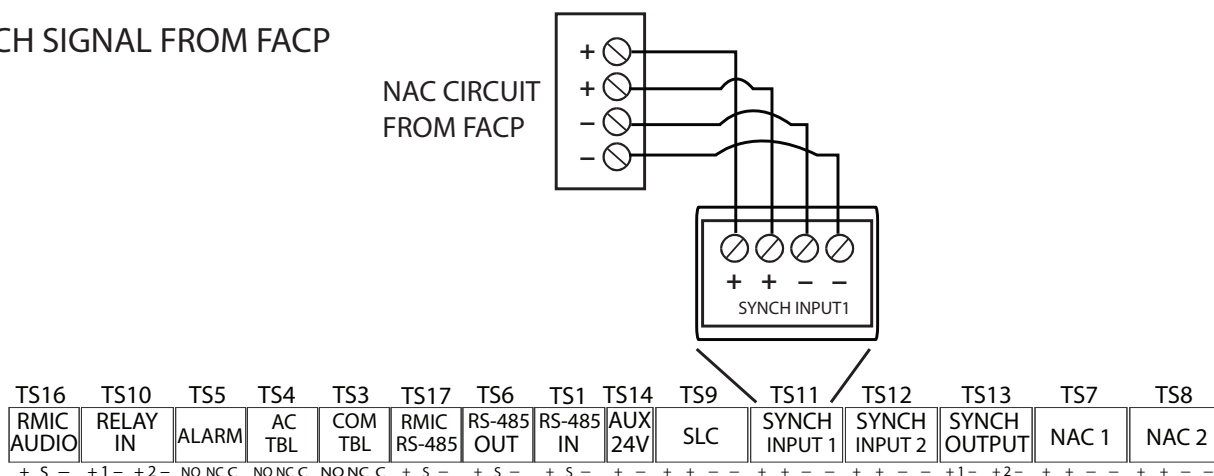 CH SIGNAL FROM FACP
NAC CIRCUIT
FROM FACP
+
+
–
–
+ + – –
SYNCH INPUT1
TS16 TS10 TS5 TS4 TS3 TS17 TS6 TS1 TS14 TS9 TS11 TS12 TS13 TS7 TS8
RMIC AUDIO
RELAY IN
ALARM
AC TBL
COM TBL
RMIC RS-485
RS-485 OUT
RS-485 IN
AUX 24V
SLC
SYNCH INPUT 1
SYNCH INPUT 2
SYNCH OUTPUT
NAC 1
NAC 2
+ S – +1– +2– NO NC C NO NC C NO NC C + S – + S – + S – + – + + – – + + – – + + – – +1– +2– + + – – + + – –